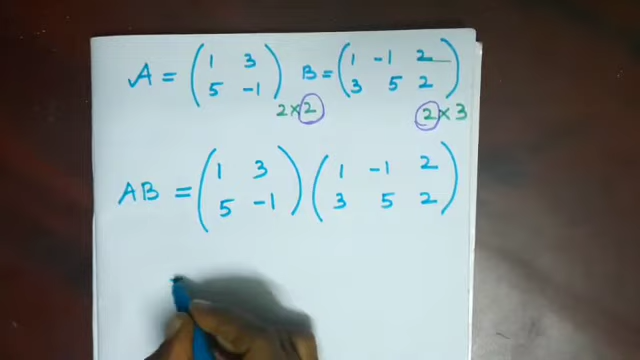 A = ( 1 3 B = ( 1 -1 2
5 -1 ) 3 5 2 )
2×2 2×3
AB = ( 1 3 ) ( 1 -1 2
5 -1 3 5 2 )